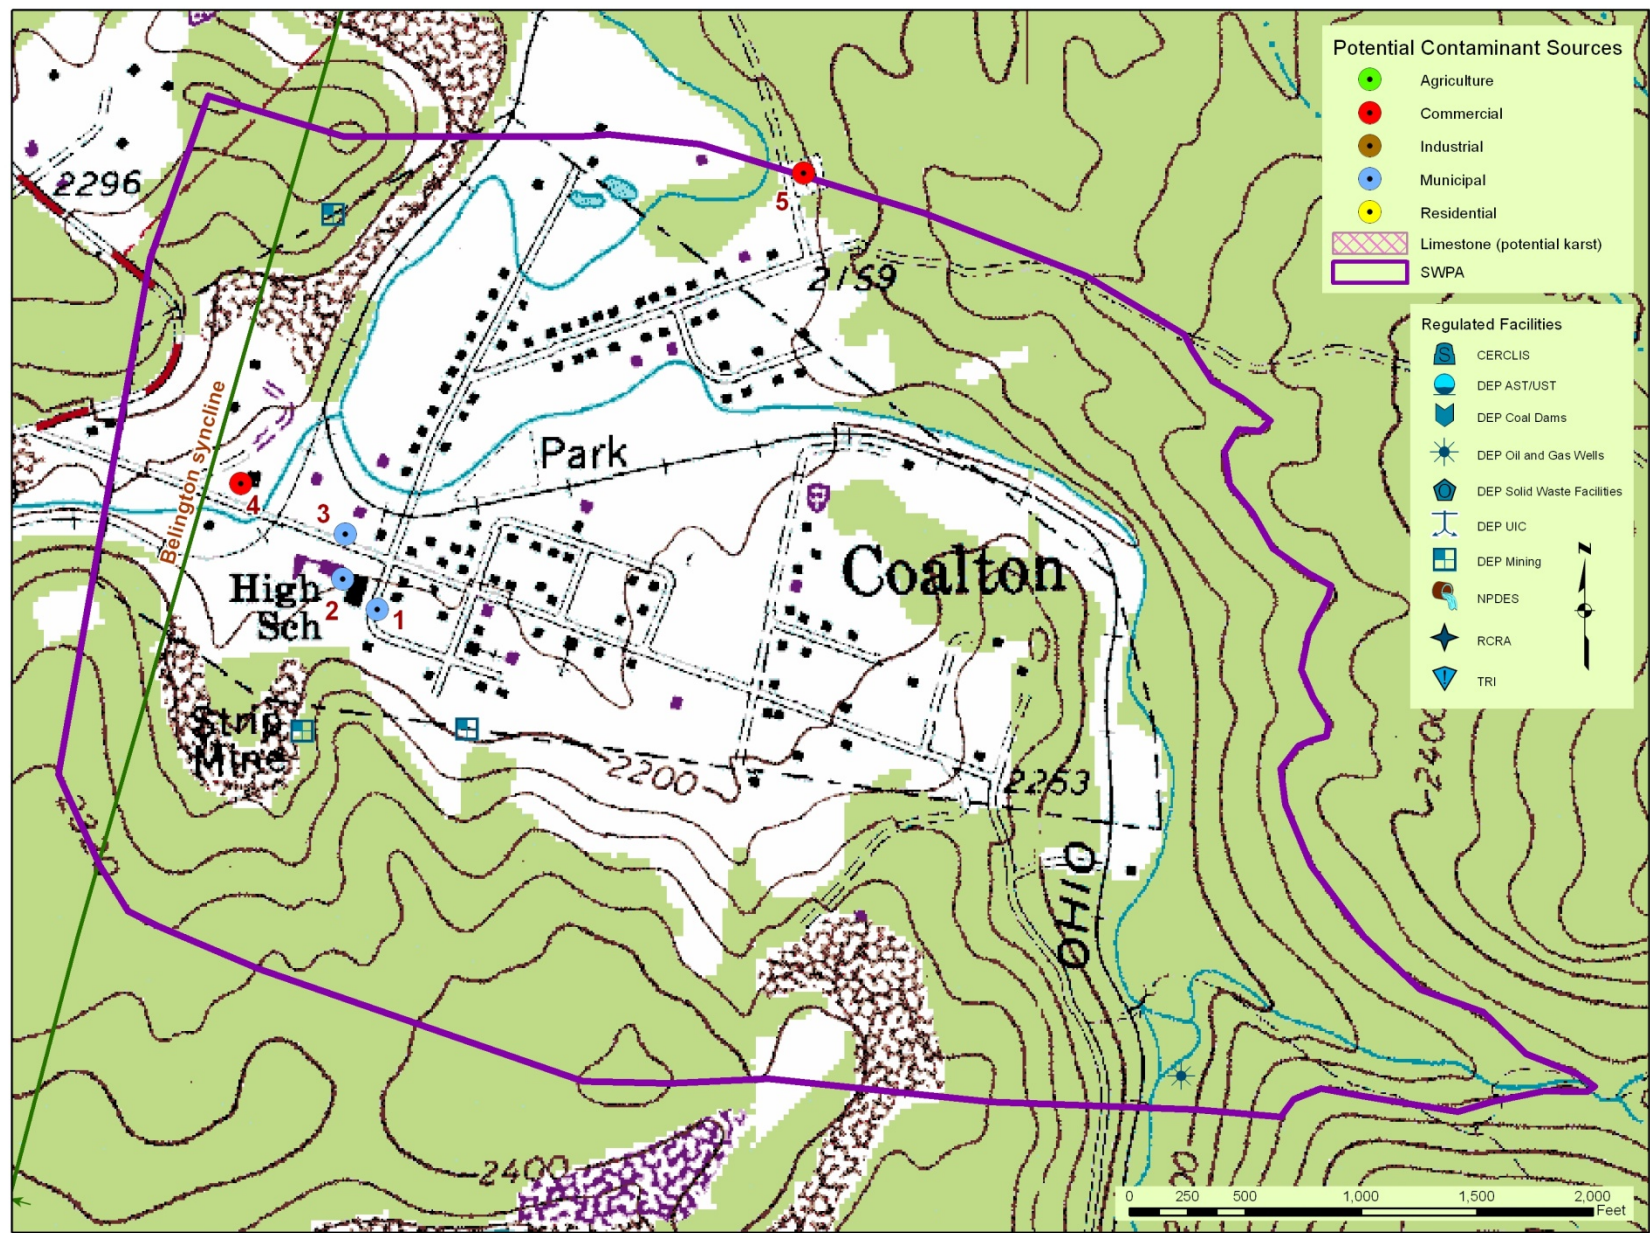 Potential Contaminant Sources
Agriculture
Commercial
Industrial
Municipal
Residential
Limestone (potential karst)
SWPA
Regulated Facilities
CERCLIS
DEP AST/UST
DEP Coal Dams
DEP Oil and Gas Wells
DEP Solid Waste Facilities
DEP UIC
DEP Mining
NPDES
RCRA
TRI
N
2296
5
2159
Belington syncline
Park
4
3
High
Sch
2
1
Coalton
Strip
Mine
2200
2253
2400
OHIO
2400
0 250 500 1,000 1,500 2,000
Feet